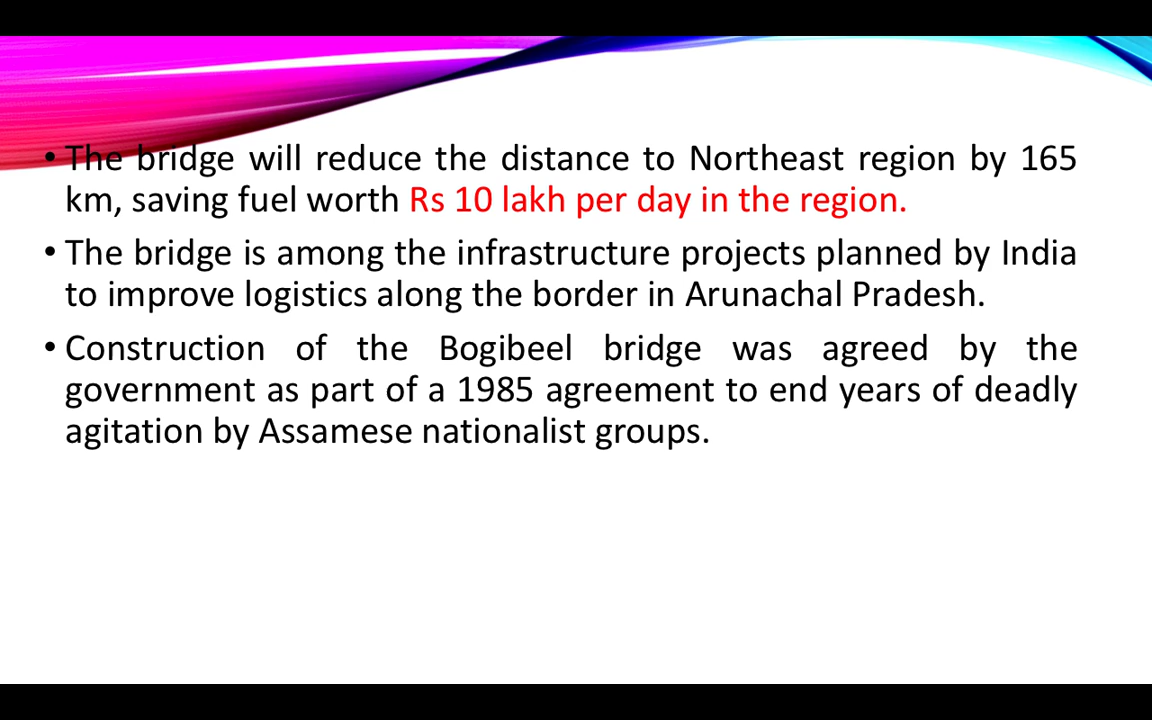 • The bridge will reduce the distance to Northeast region by 165
km, saving fuel worth Rs 10 lakh per day in the region.
• The bridge is among the infrastructure projects planned by India
to improve logistics along the border in Arunachal Pradesh.
• Construction of the Bogibeel bridge was agreed by the
government as part of a 1985 agreement to end years of deadly
agitation by Assamese nationalist groups.